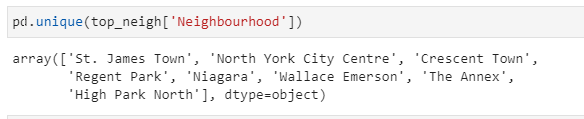 pd.unique(top_neigh['Neighbourhood'])
array(['St. James Town', 'North York City Centre', 'Crescent Town',
'Regent Park', 'Niagara', 'Wallace Emerson', 'The Annex',
'High Park North'], dtype=object)